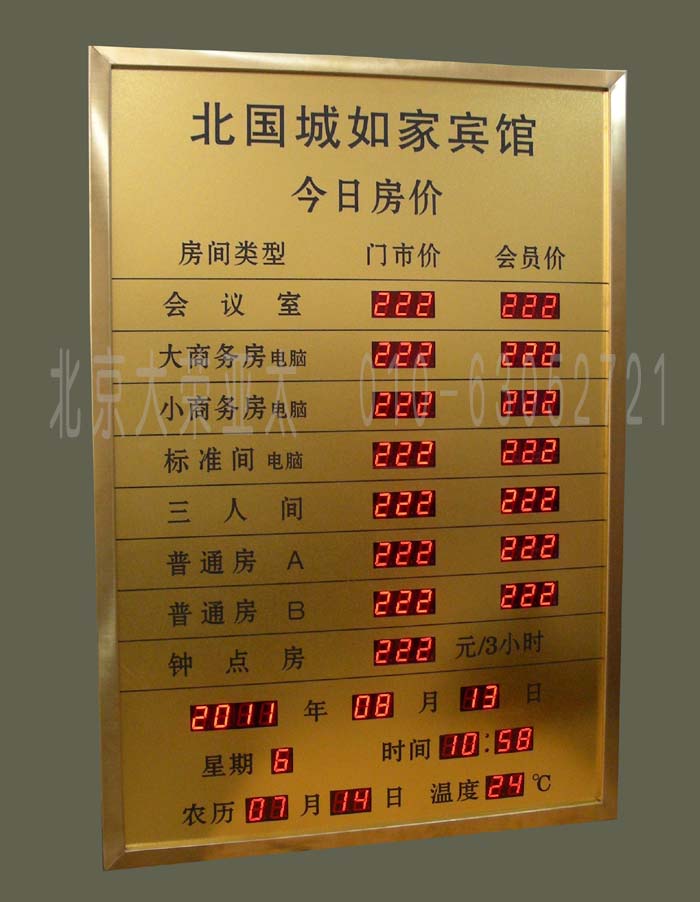 北国城如家宾馆
今日房价
房间类型 门市价 会员价
会议室 222 222
大商务房电脑 222 222
北京大荣亚太 010-63052721
小商务房电脑 222 222
标准间电脑 222 222
三人间 222 222
普通房 A 222 222
普通房 B 222 222
钟点房 222 元/3小时
2011 年 08 月 13 日
星期 6 时间 10:58
农历 07 月 14 日 温度 24 ℃